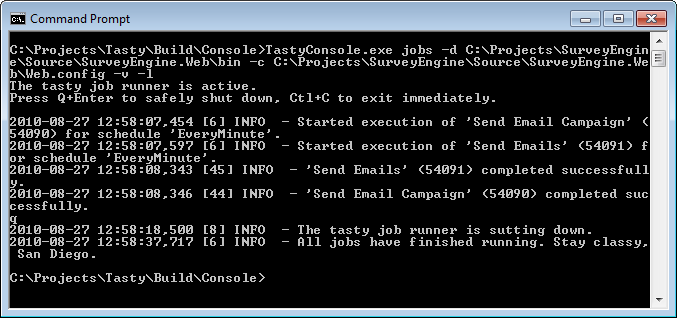 Command Prompt
C:\Projects\Tasty\Build\Console>TastyConsole.exe jobs -d C:\Projects\SurveyEngin
e\Source\SurveyEngine.Web\bin -c C:\Projects\SurveyEngine\Source\SurveyEngine.We
b\Web.config -v -l
The tasty job runner is active.
Press Q+Enter to safely shut down, Ctl+C to exit immediately.
2010-08-27 12:58:07,454 [6] INFO  - Started execution of 'Send Email Campaign' (
54090) for schedule 'EveryMinute'.
2010-08-27 12:58:07,597 [6] INFO  - Started execution of 'Send Emails' (54091) f
or schedule 'EveryMinute'.
2010-08-27 12:58:08,343 [45] INFO  - 'Send Emails' (54091) completed successfull
y.
2010-08-27 12:58:08,346 [44] INFO  - 'Send Email Campaign' (54090) completed suc
cessfully.
q
2010-08-27 12:58:18,500 [8] INFO  - The tasty job runner is sutting down.
2010-08-27 12:58:37,717 [6] INFO  - All jobs have finished running. Stay classy,
 San Diego.
C:\Projects\Tasty\Build\Console>